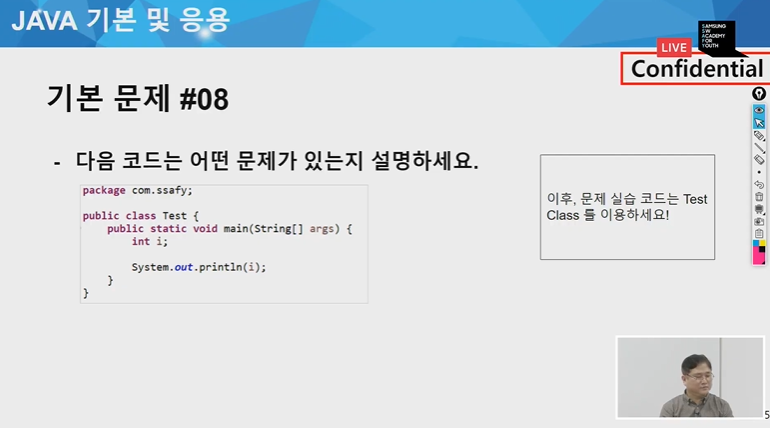 JAVA 기본 및 응용
SAMSUNG
SW
ACADEMY
FOR
YOUTH
LIVE
Confidential
기본 문제 #08
- 다음 코드는 어떤 문제가 있는지 설명하세요.
package com.ssafy;
public class Test {
public static void main(String[] args) {
int i;
System.out.println(i);
}
}
이후, 문제 실습 코드는 Test
Class 를 이용하세요!
5